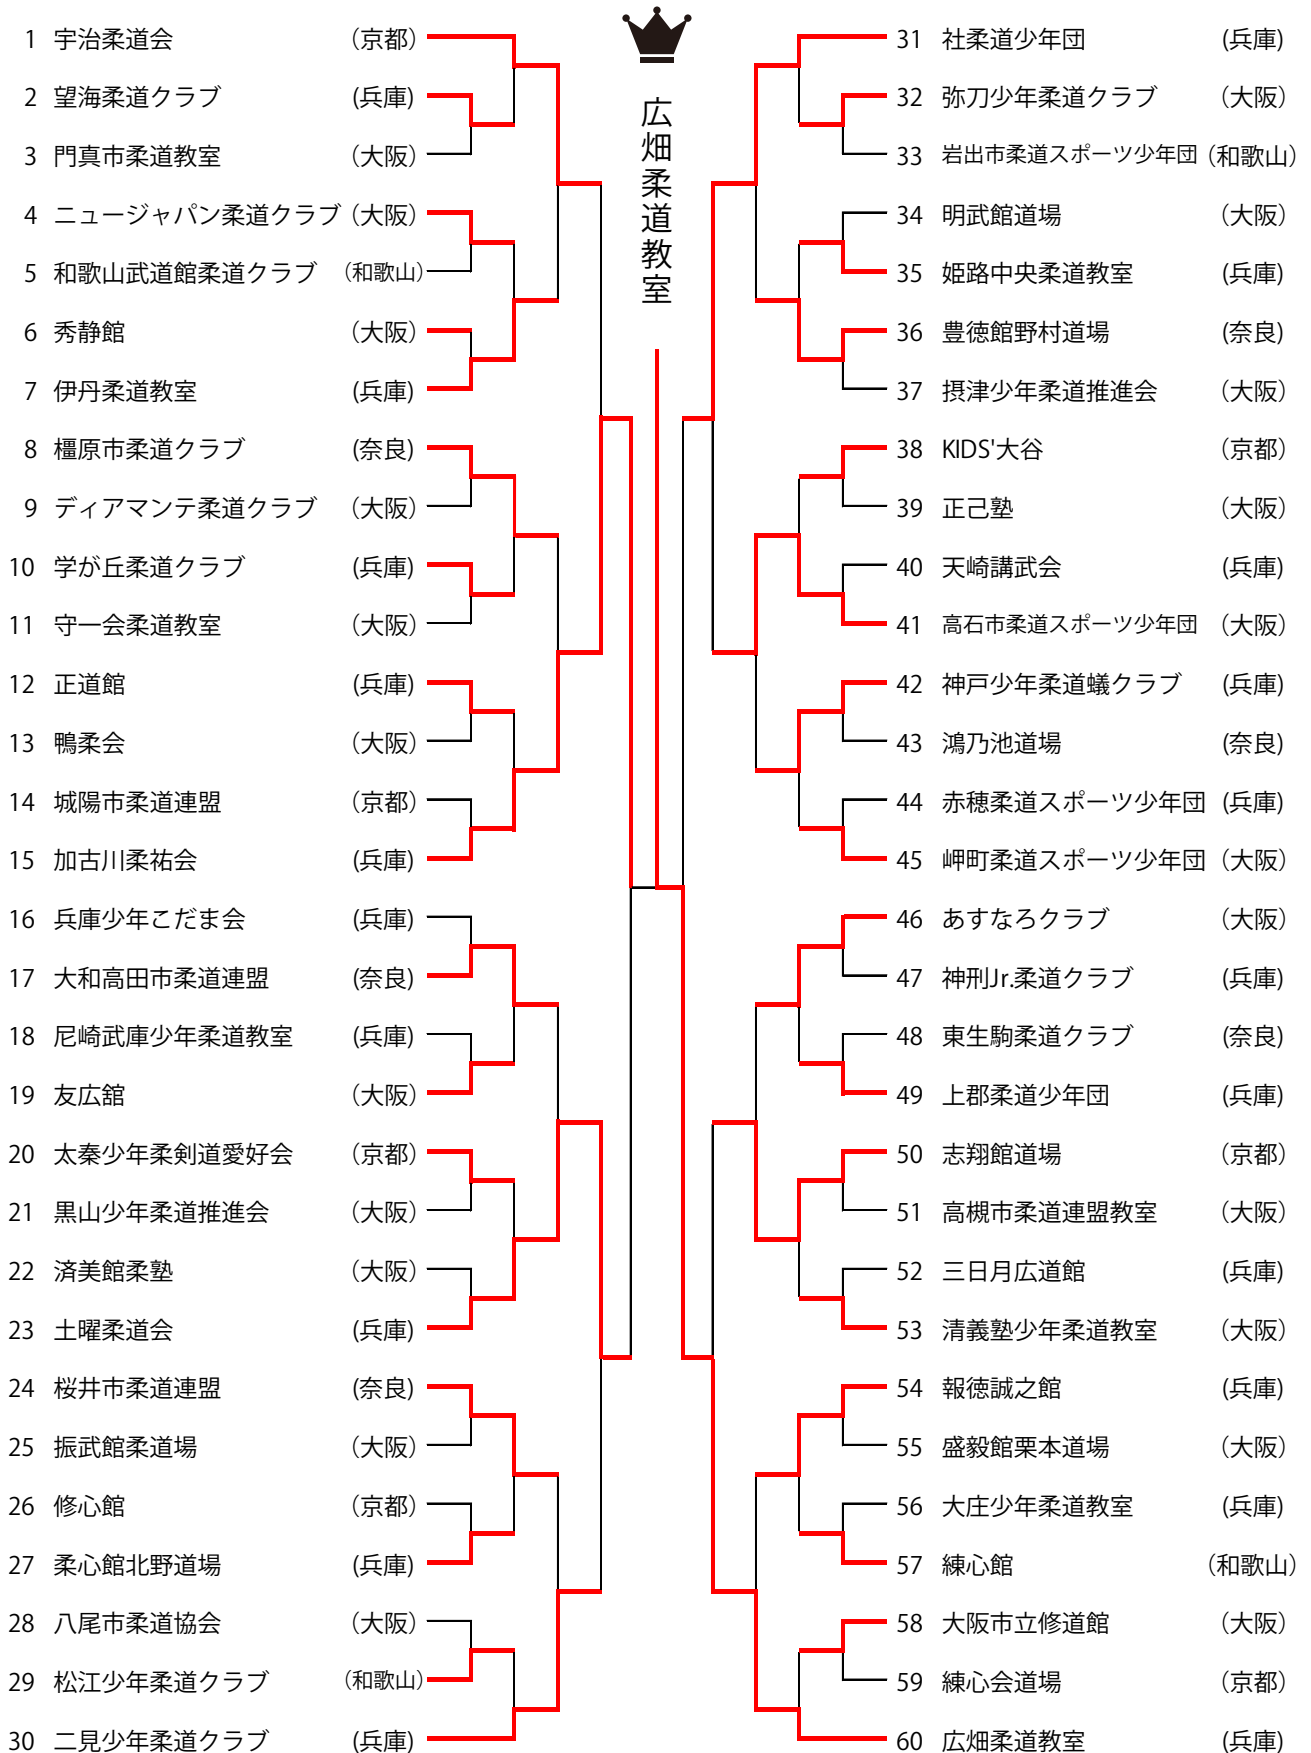 広畑柔道教室
1 宇治柔道会 （京都）
2 望海柔道クラブ (兵庫)
3 門真市柔道教室 （大阪）
4 ニュージャパン柔道クラブ （大阪）
5 和歌山武道館柔道クラブ （和歌山）
6 秀静館 （大阪）
7 伊丹柔道教室 (兵庫)
8 橿原市柔道クラブ (奈良)
9 ディアマンテ柔道クラブ （大阪）
10 学が丘柔道クラブ (兵庫)
11 守一会柔道教室 （大阪）
12 正道館 (兵庫)
13 鴨柔会 （大阪）
14 城陽市柔道連盟 （京都）
15 加古川柔祐会 (兵庫)
16 兵庫少年こだま会 (兵庫)
17 大和高田市柔道連盟 (奈良)
18 尼崎武庫少年柔道教室 (兵庫)
19 友広舘 （大阪）
20 太秦少年柔剣道愛好会 （京都）
21 黒山少年柔道推進会 （大阪）
22 済美館柔塾 （大阪）
23 土曜柔道会 (兵庫)
24 桜井市柔道連盟 (奈良)
25 振武館柔道場 （大阪）
26 修心館 （京都）
27 柔心館北野道場 (兵庫)
28 八尾市柔道協会 （大阪）
29 松江少年柔道クラブ （和歌山）
30 二見少年柔道クラブ (兵庫)
31 社柔道少年団 (兵庫)
32 弥刀少年柔道クラブ （大阪）
33 岩出市柔道スポーツ少年団 （和歌山）
34 明武館道場 （大阪）
35 姫路中央柔道教室 (兵庫)
36 豊徳館野村道場 (奈良)
37 摂津少年柔道推進会 （大阪）
38 KIDS'大谷 （京都）
39 正己塾 （大阪）
40 天崎講武会 (兵庫)
41 高石市柔道スポーツ少年団 （大阪）
42 神戸少年柔道蟻クラブ (兵庫)
43 鴻乃池道場 (奈良)
44 赤穂柔道スポーツ少年団 (兵庫)
45 岬町柔道スポーツ少年団 （大阪）
46 あすなろクラブ （大阪）
47 神刑Jr.柔道クラブ (兵庫)
48 東生駒柔道クラブ (奈良)
49 上郡柔道少年団 (兵庫)
50 志翔館道場 （京都）
51 高槻市柔道連盟教室 （大阪）
52 三日月広道館 (兵庫)
53 清義塾少年柔道教室 （大阪）
54 報徳誠之館 (兵庫)
55 盛毅館栗本道場 （大阪）
56 大庄少年柔道教室 (兵庫)
57 練心館 （和歌山）
58 大阪市立修道館 （大阪）
59 練心会道場 （京都）
60 広畑柔道教室 (兵庫)